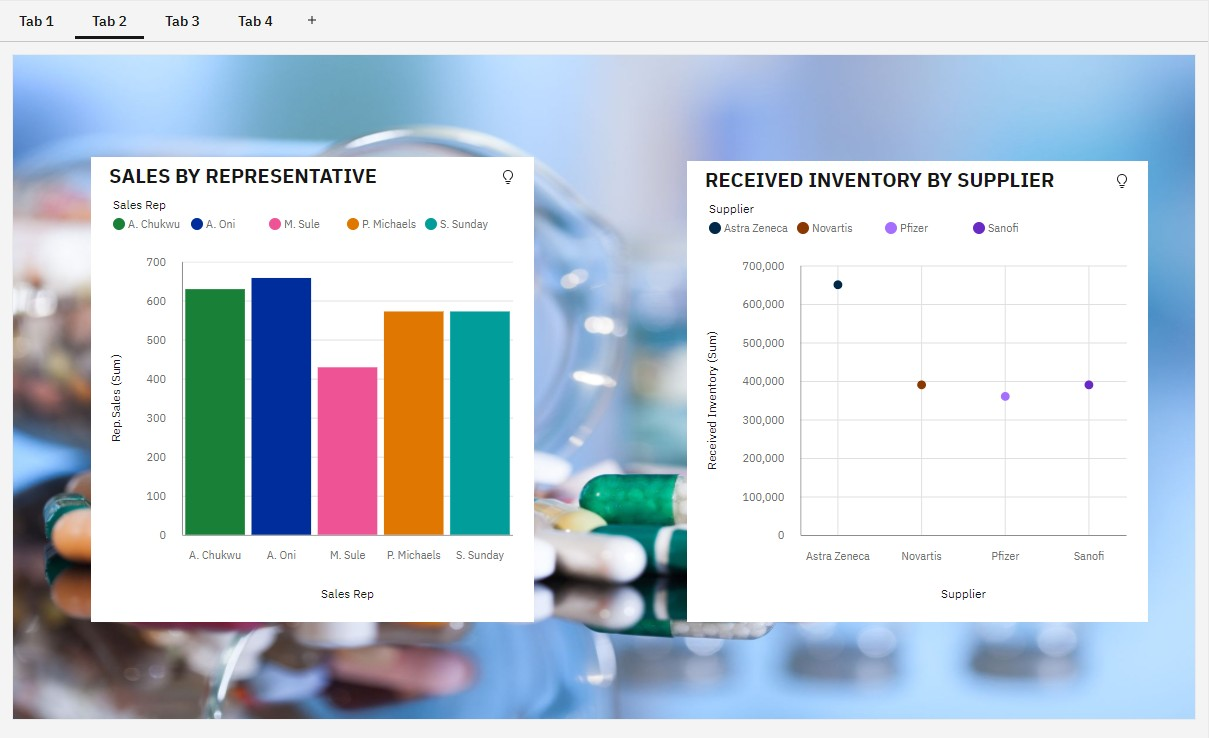 Tab 1 Tab 2 Tab 3 Tab 4 +
SALES BY REPRESENTATIVE
Sales Rep
A. Chukwu A. Oni M. Sule P. Michaels S. Sunday
Rep.Sales (Sum)
700
600
500
400
300
200
100
0
A. Chukwu A. Oni M. Sule P. Michaels S. Sunday
Sales Rep
RECEIVED INVENTORY BY SUPPLIER
Supplier
Astra Zeneca Novartis Pfizer Sanofi
Received Inventory (Sum)
700,000
600,000
500,000
400,000
300,000
200,000
100,000
0
Astra Zeneca Novartis Pfizer Sanofi
Supplier